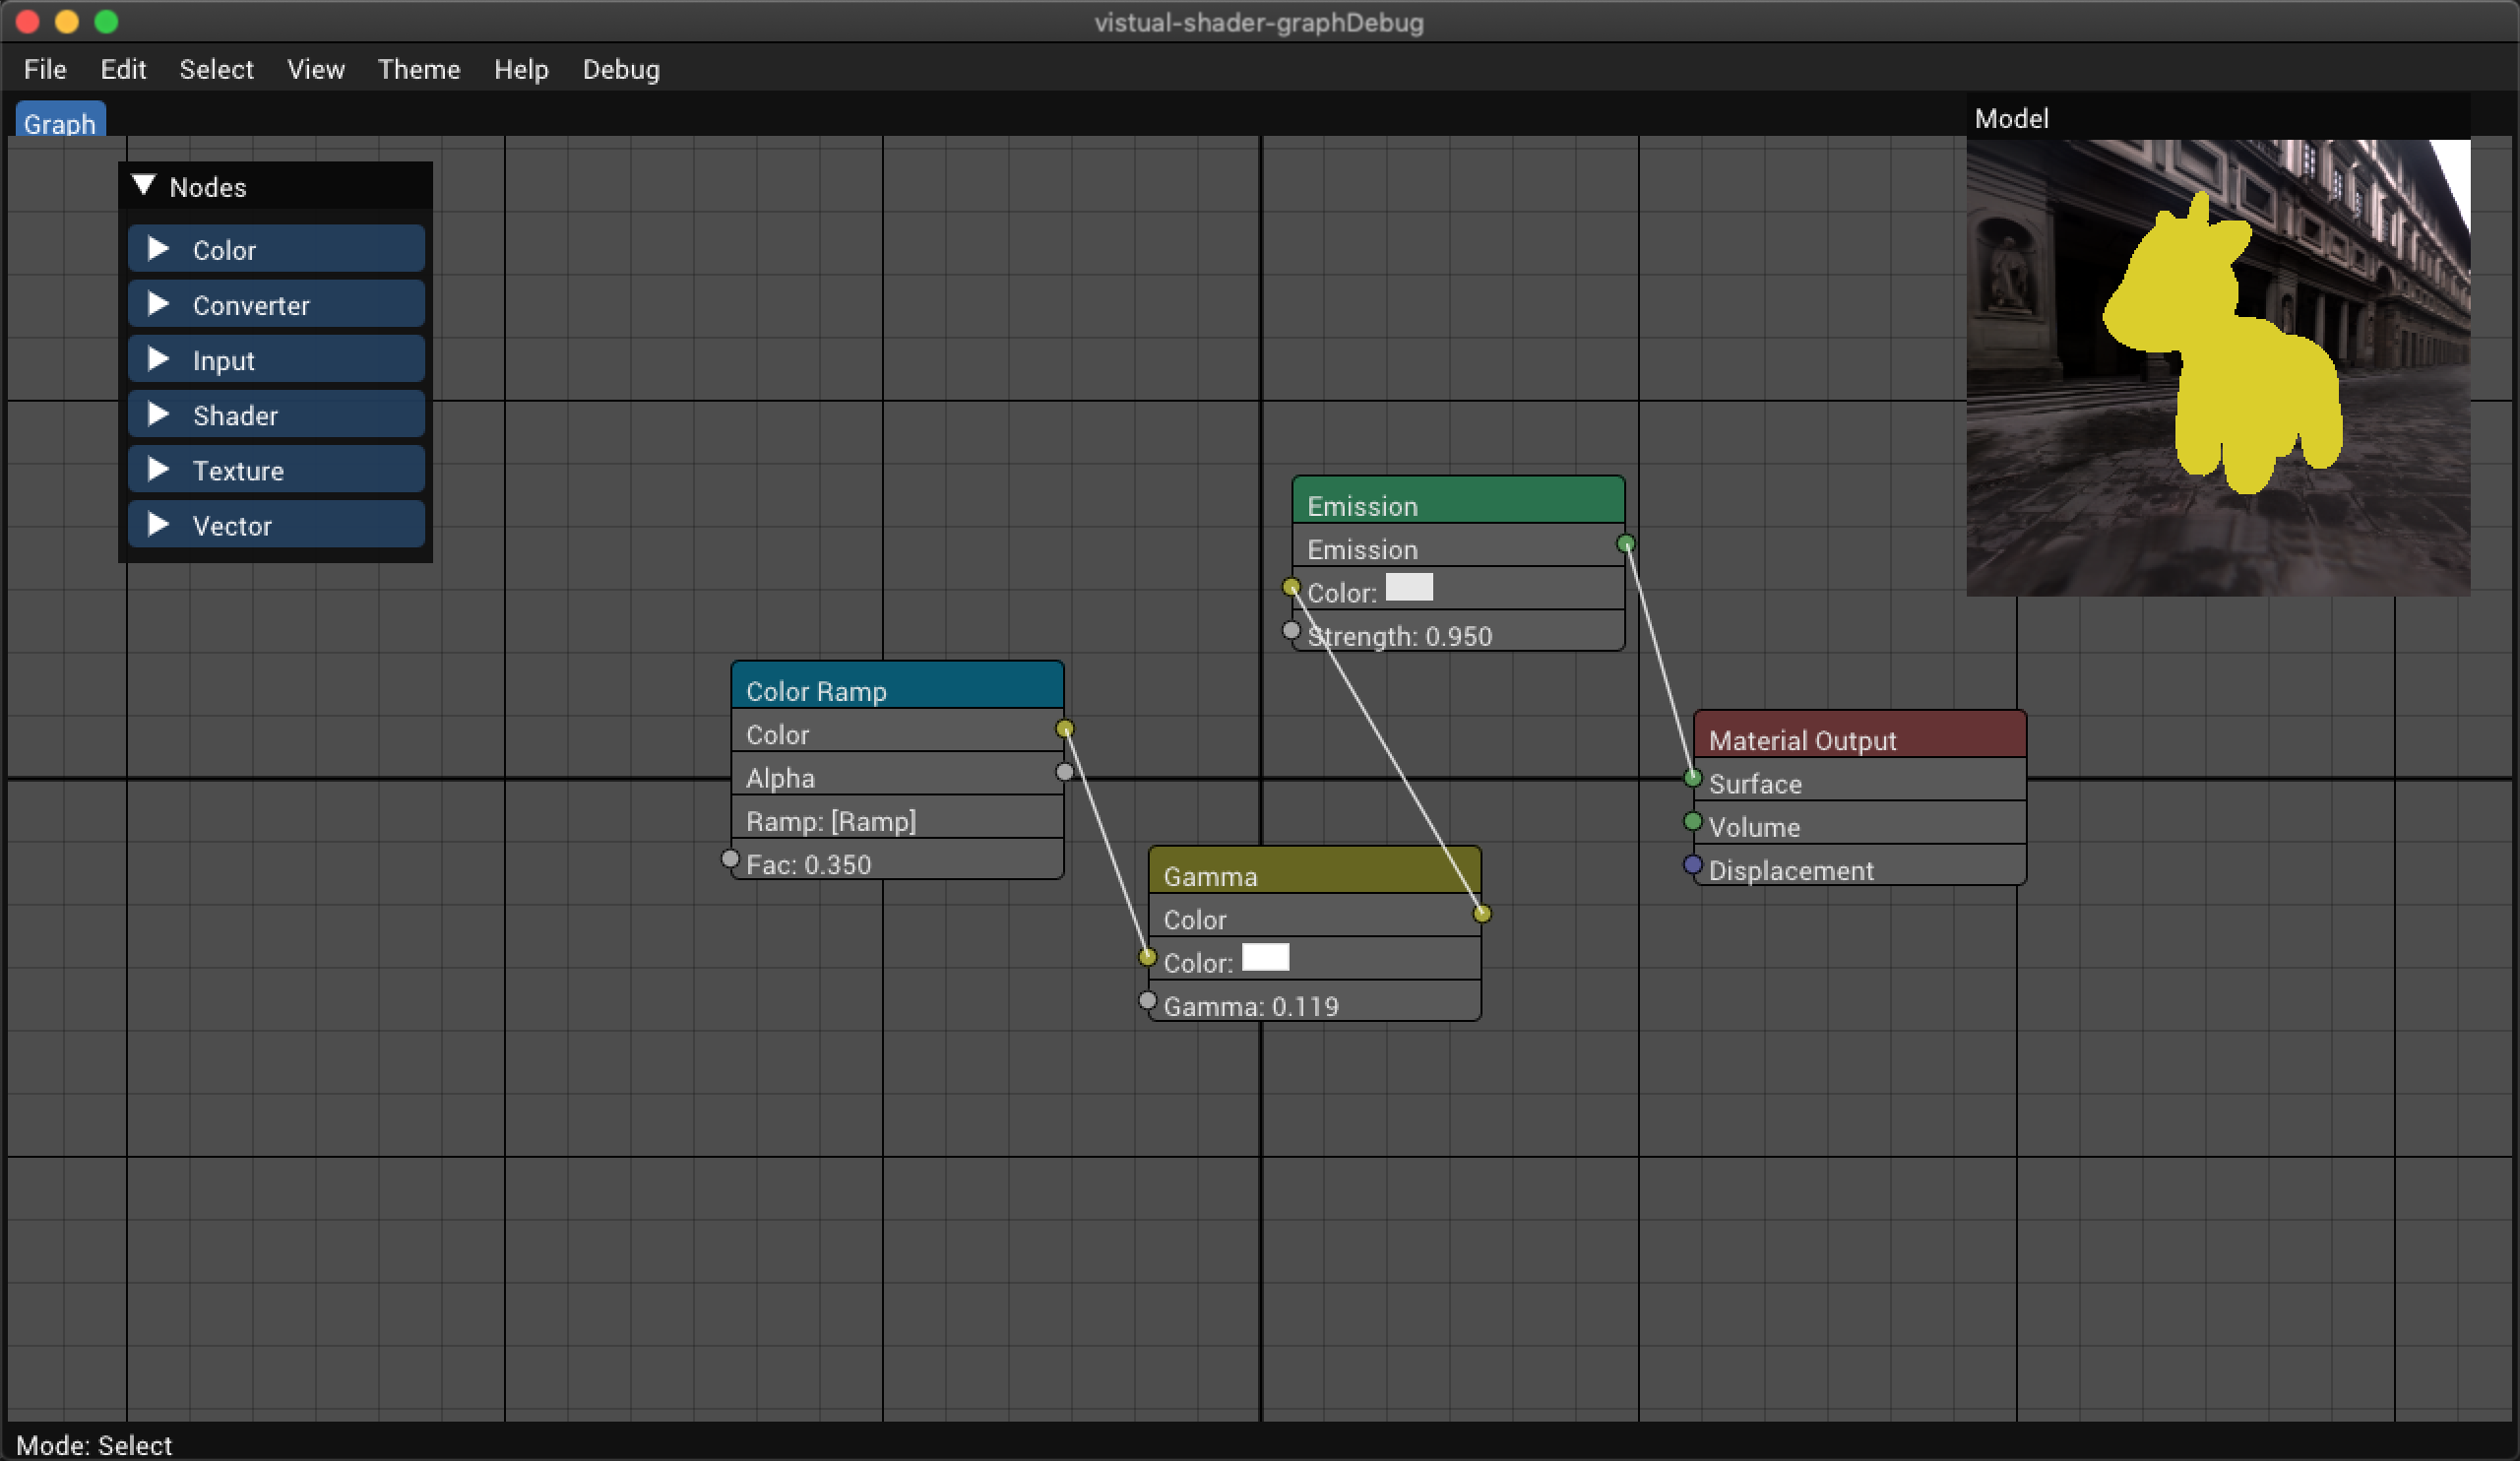 vistual-shader-graphDebug
File Edit Select View Theme Help Debug
Graph
Model
Nodes
Color
Converter
Input
Shader
Texture
Vector
Emission
Emission
Color:
Strength: 0.950
Color Ramp
Color
Alpha
Ramp: [Ramp]
Fac: 0.350
Material Output
Surface
Volume
Displacement
Gamma
Color
Color:
Gamma: 0.119
Mode: Select